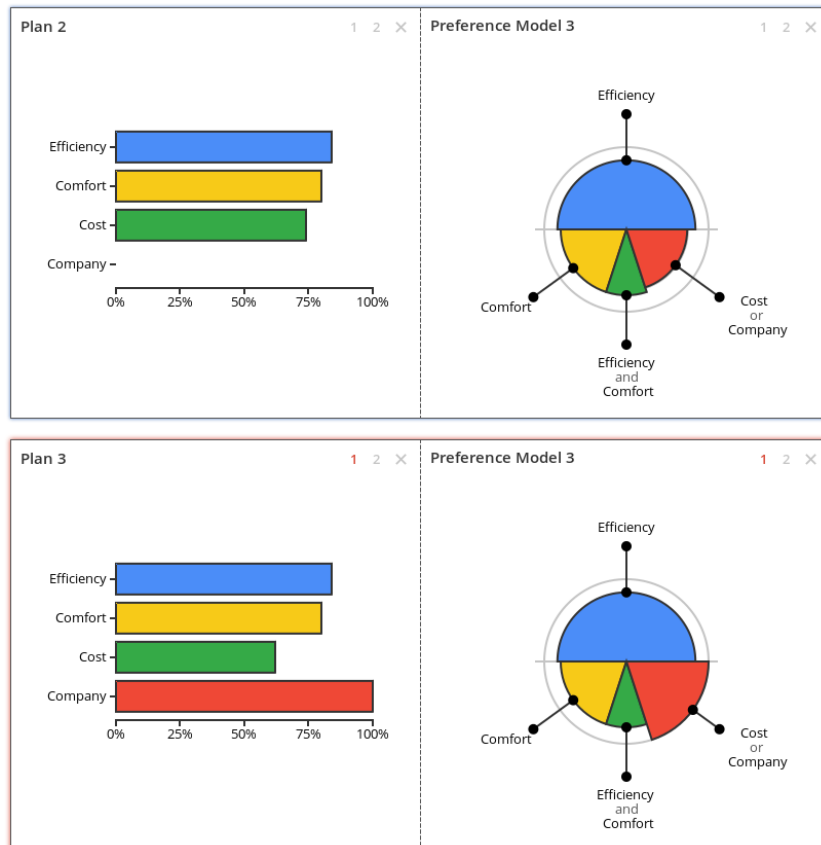 Plan 2
1 2 ×
Efficiency
Comfort
Cost
Company
0% 25% 50% 75% 100%
Preference Model 3
1 2 ×
Efficiency
Comfort
Cost
or
Company
Efficiency
and
Comfort
Plan 3
1 2 ×
Efficiency
Comfort
Cost
Company
0% 25% 50% 75% 100%
Preference Model 3
1 2 ×
Efficiency
Comfort
Cost
or
Company
Efficiency
and
Comfort